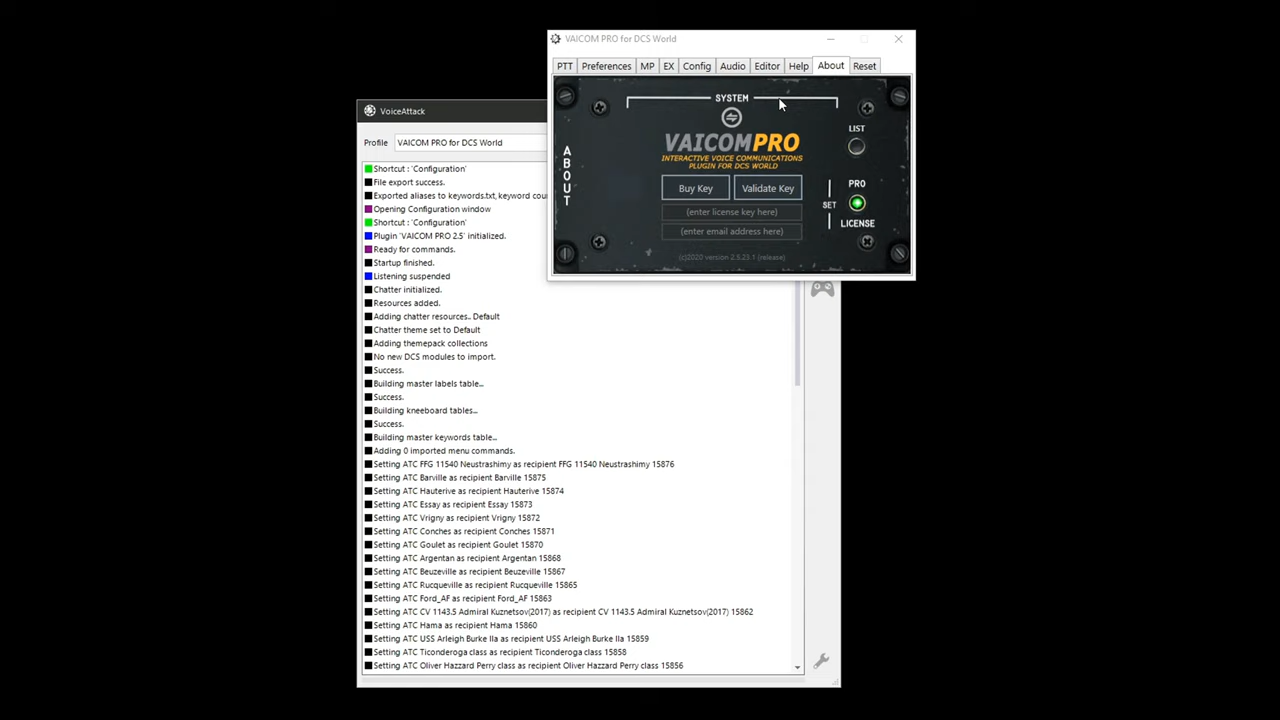 VAICOM PRO for DCS World
PTT Preferences MP EX Config Audio Editor Help About Reset
SYSTEM
LIST
VAICOMPRO
INTERACTIVE VOICE COMMUNICATIONS
PLUGIN FOR DCS WORLD
ABOUT
Buy Key Validate Key
PRO
SET
LICENSE
(enter license key here)
(enter email address here)
(c)2020 version 2.5.23.1 (release)
VoiceAttack
Profile VAICOM PRO for DCS World
Shortcut : 'Configuration'
File export success.
Exported aliases to keywords.txt, keyword cou
Opening Configuration window
Shortcut : 'Configuration'
Plugin 'VAICOM PRO 2.5' initialized.
Ready for commands.
Startup finished.
Listening suspended
Chatter initialized.
Resources added.
Adding chatter resources.. Default
Chatter theme set to Default
Adding themepack collections
No new DCS modules to import.
Success.
Building master labels table...
Success.
Building kneeboard tables...
Success.
Building master keywords table...
Adding 0 imported menu commands.
Setting ATC FFG 11540 Neustrashimy as recipient FFG 11540 Neustrashimy 15876
Setting ATC Barville as recipient Barville 15875
Setting ATC Hauterive as recipient Hauterive 15874
Setting ATC Essay as recipient Essay 15873
Setting ATC Vrigny as recipient Vrigny 15872
Setting ATC Conches as recipient Conches 15871
Setting ATC Goulet as recipient Goulet 15870
Setting ATC Argentan as recipient Argentan 15868
Setting ATC Beuzeville as recipient Beuzeville 15867
Setting ATC Rucqueville as recipient Rucqueville 15865
Setting ATC Ford_AF as recipient Ford_AF 15863
Setting ATC CV 1143.5 Admiral Kuznetsov(2017) as recipient CV 1143.5 Admiral Kuznetsov(2017) 15862
Setting ATC Hama as recipient Hama 15860
Setting ATC USS Arleigh Burke IIa as recipient USS Arleigh Burke IIa 15859
Setting ATC Ticonderoga class as recipient Ticonderoga class 15858
Setting ATC Oliver Hazzard Perry class as recipient Oliver Hazzard Perry class 15856